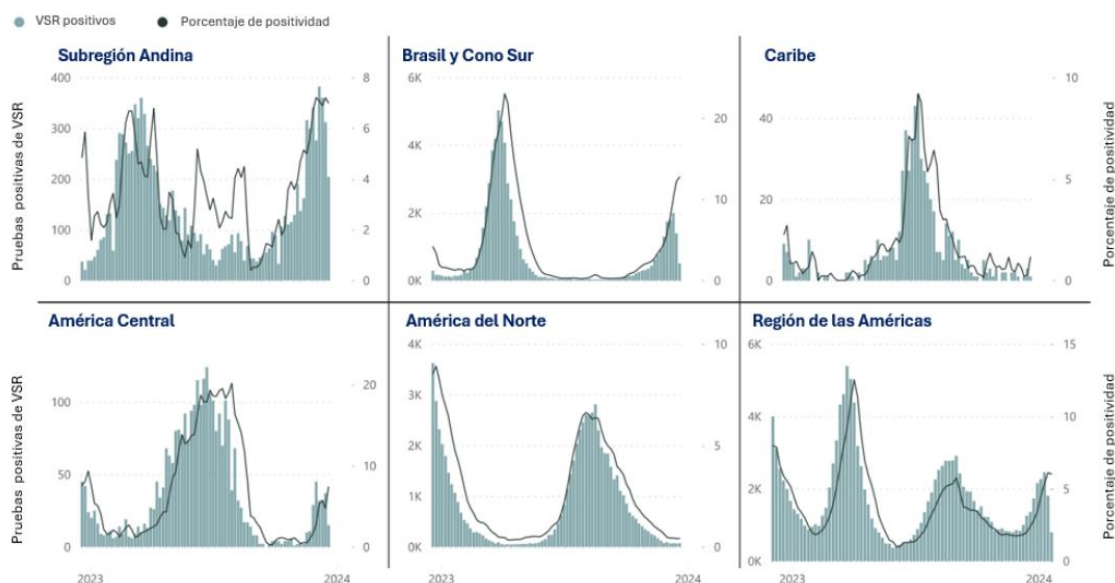 VSR positivos Porcentaje de positividad
Subregión Andina
Brasil y Cono Sur
Caribe
Pruebas positivas de VSR
400
300
200
100
0
8
6
4
2
0
6K
4K
2K
0K
20
10
0
40
20
0
10
5
0
Porcentaje de positividad
América Central
América del Norte
Región de las Américas
Pruebas positivas de VSR
100
50
0
20
10
0
4K
3K
2K
1K
0K
10
5
0
6K
4K
2K
0K
15
10
5
0
Porcentaje de positividad
2023 2024
2023 2024
2023 2024